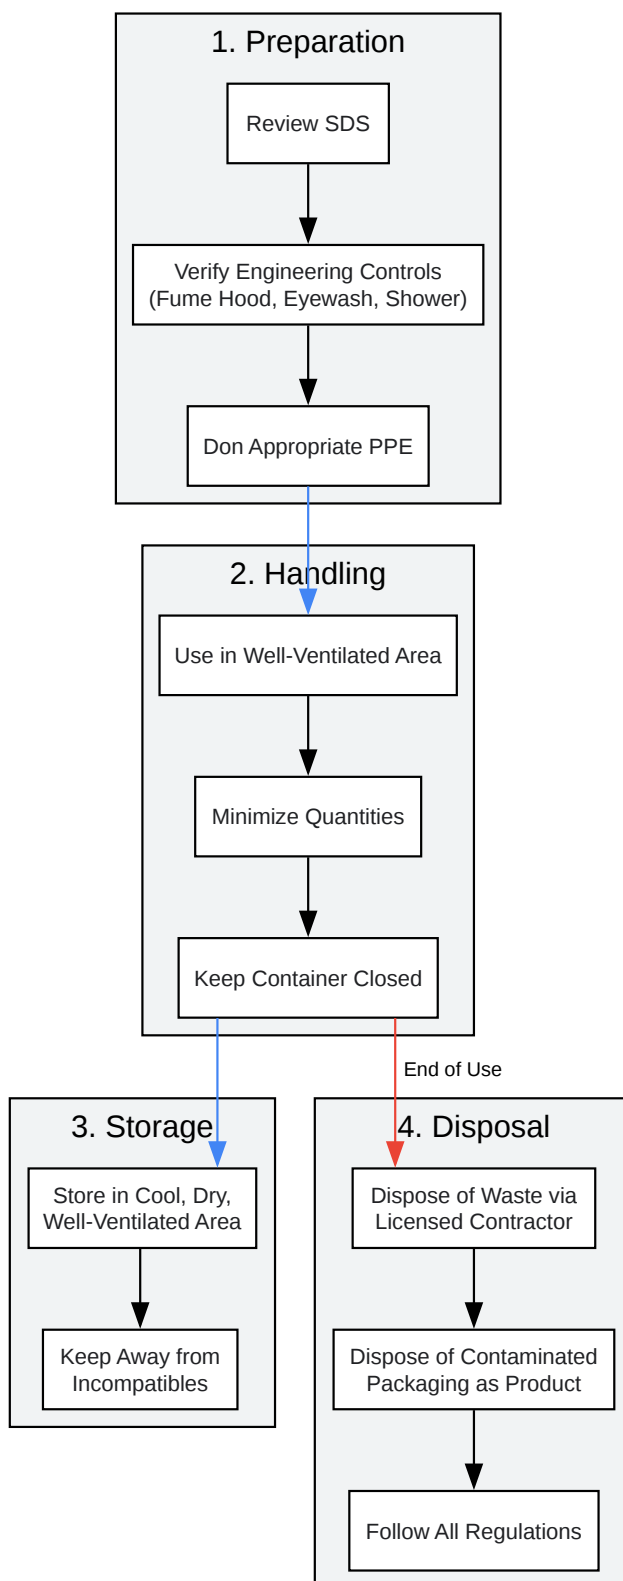 1. Preparation
Review SDS
Verify Engineering Controls
(Fume Hood, Eyewash, Shower)
Don Appropriate PPE
2. Handling
Use in Well-Ventilated Area
Minimize Quantities
Keep Container Closed
End of Use
3. Storage
Store in Cool, Dry,
Well-Ventilated Area
Keep Away from
Incompatibles
4. Disposal
Dispose of Waste via
Licensed Contractor
Dispose of Contaminated
Packaging as Product
Follow All Regulations